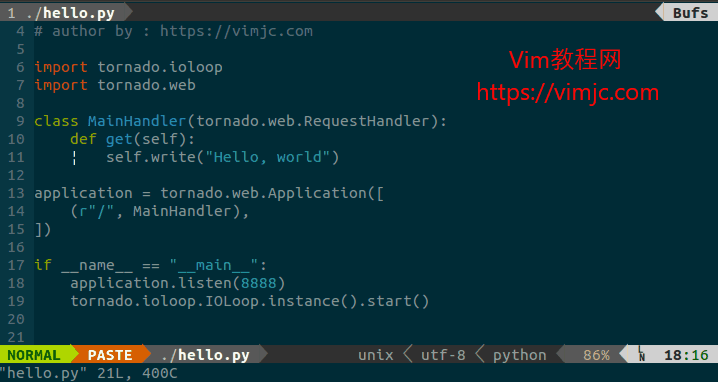 1 ./hello.py Bufs
4 # author by : https://vimjc.com
Vim教程网
https://vimjc.com
5
6 import tornado.ioloop
7 import tornado.web
8
9 class MainHandler(tornado.web.RequestHandler):
10     def get(self):
11     ¦   self.write("Hello, world")
12
13 application = tornado.web.Application([
14     (r"/", MainHandler),
15 ])
16
17 if __name__ == "__main__":
18     application.listen(8888)
19     tornado.ioloop.IOLoop.instance().start()
20
21
NORMAL PASTE ./hello.py unix utf-8 python 86% LN 18:16
"hello.py" 21L, 400C